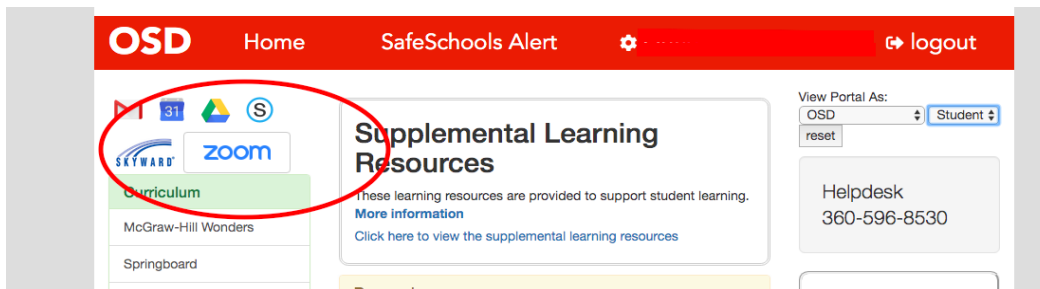 OSD Home SafeSchools Alert logout
31 S
SKYWARD zoom
Curriculum
McGraw-Hill Wonders
Springboard
Supplemental Learning
Resources
These learning resources are provided to support student learning.
More information
Click here to view the supplemental learning resources
View Portal As:
OSD Student
reset
Helpdesk
360-596-8530